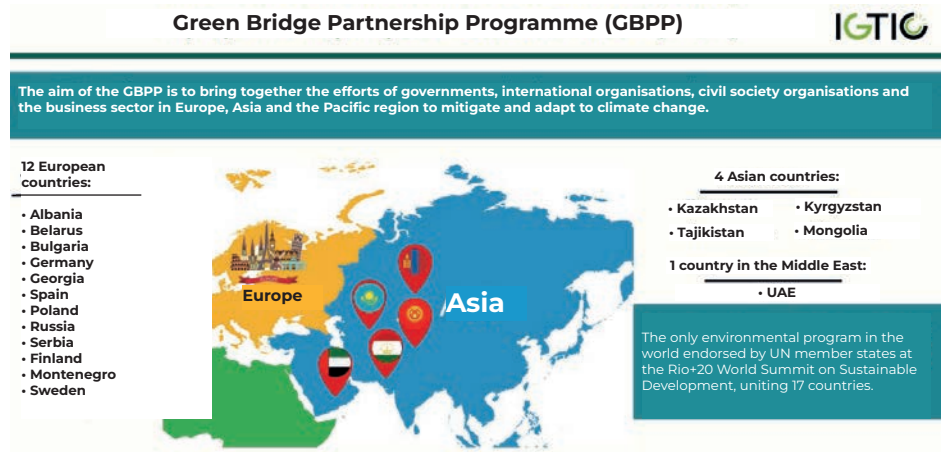 Green Bridge Partnership Programme (GBPP)
IGTIC
The aim of the GBPP is to bring together the efforts of governments, international organisations, civil society organisations and
the business sector in Europe, Asia and the Pacific region to mitigate and adapt to climate change.
12 European
countries:
• Albania
• Belarus
• Bulgaria
• Germany
• Georgia
• Spain
• Poland
• Russia
• Serbia
• Finland
• Montenegro
• Sweden
Europe
Asia
4 Asian countries:
• Kazakhstan
• Kyrgyzstan
• Tajikistan
• Mongolia
1 country in the Middle East:
• UAE
The only environmental program in the
world endorsed by UN member states at
the Rio+20 World Summit on Sustainable
Development, uniting 17 countries.